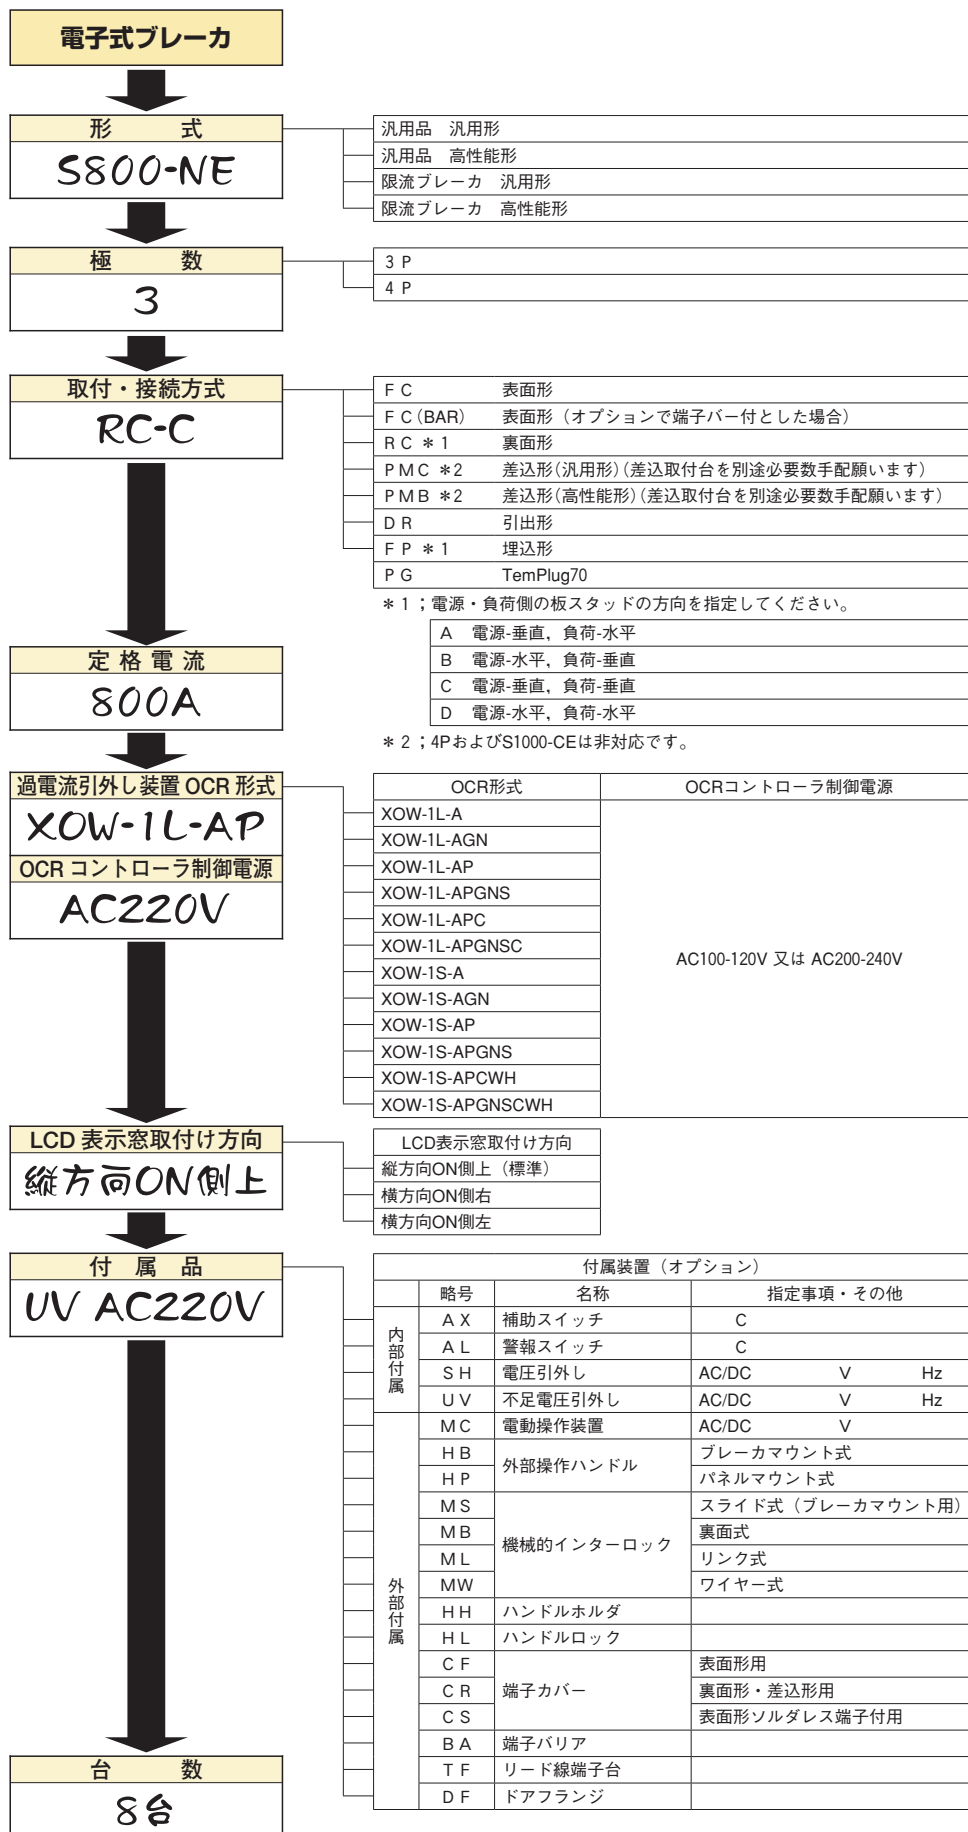 電子式ブレーカ
形 式
S800-NE
汎用品 汎用形
汎用品 高性能形
限流ブレーカ 汎用形
限流ブレーカ 高性能形
極 数
3
3 P
4 P
取付・接続方式
RC-C
F C 表面形
F C (BAR) 表面形（オプションで端子バー付とした場合）
R C ＊1 裏面形
P M C ＊2 差込形(汎用形)(差込取付台を別途必要数手配願います)
P M B ＊2 差込形(高性能形)(差込取付台を別途必要数手配願います)
D R 引出形
F P ＊1 埋込形
P G TemPlug70
＊1；電源・負荷側の板スタッドの方向を指定してください。
A 電源-垂直，負荷-水平
B 電源-水平，負荷-垂直
C 電源-垂直，負荷-垂直
D 電源-水平，負荷-水平
＊2；4PおよびS1000-CEは非対応です。
定 格 電 流
800A
過電流引外し装置 OCR 形式
XOW-1L-AP
OCR コントローラ制御電源
AC220V
OCR形式 OCRコントローラ制御電源
XOW-1L-A
XOW-1L-AGN
XOW-1L-AP
XOW-1L-APGNS
XOW-1L-APC
XOW-1L-APGNSC
XOW-1S-A
XOW-1S-AGN
XOW-1S-AP
XOW-1S-APGNS
XOW-1S-APCWH
XOW-1S-APGNSCWH
AC100-120V 又は AC200-240V
LCD 表示窓取付け方向
縦方向ON側上
LCD表示窓取付け方向
縦方向ON側上（標準）
横方向ON側右
横方向ON側左
付 属 品
UV AC220V
付属装置（オプション）
略号 名称 指定事項・その他
内部付属
A X 補助スイッチ C
A L 警報スイッチ C
S H 電圧引外し AC/DC V Hz
U V 不足電圧引外し AC/DC V Hz
外部付属
M C 電動操作装置 AC/DC V
H B 外部操作ハンドル ブレーカマウント式
H P パネルマウント式
M S 機械的インターロック スライド式（ブレーカマウント用）
M B 裏面式
M L リンク式
MW ワイヤー式
H H ハンドルホルダ
H L ハンドルロック
C F 端子カバー 表面形用
C R 裏面形・差込形用
C S 表面形ソルダレス端子付用
B A 端子バリア
T F リード線端子台
D F ドアフランジ
台 数
8台